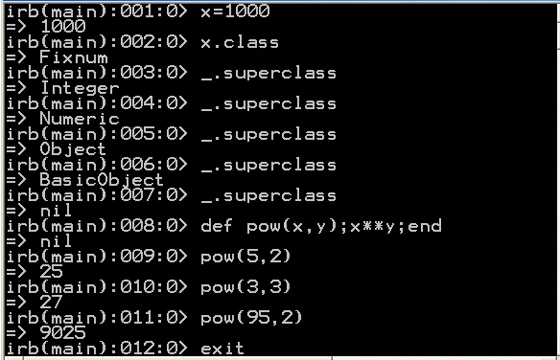 irb(main):001:0> x=1000
=> 1000
irb(main):002:0> x.class
=> Fixnum
irb(main):003:0> _.superclass
=> Integer
irb(main):004:0> _.superclass
=> Numeric
irb(main):005:0> _.superclass
=> Object
irb(main):006:0> _.superclass
=> BasicObject
irb(main):007:0> _.superclass
=> nil
irb(main):008:0> def pow(x,y);x**y;end
=> nil
irb(main):009:0> pow(5,2)
=> 25
irb(main):010:0> pow(3,3)
=> 27
irb(main):011:0> pow(95,2)
=> 9025
irb(main):012:0> exit